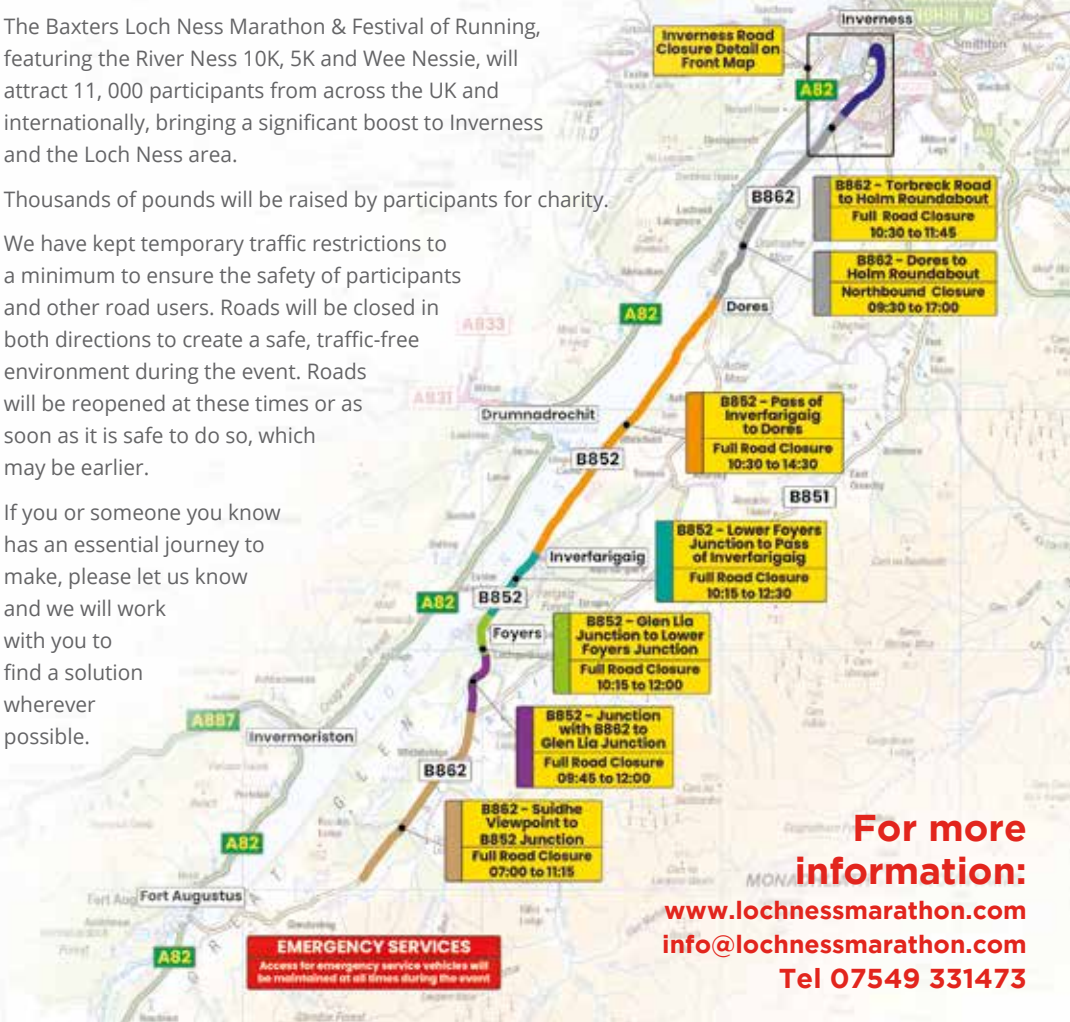 The Baxters Loch Ness Marathon & Festival of Running,
featuring the River Ness 10K, 5K and Wee Nessie, will
attract 11, 000 participants from across the UK and
internationally, bringing a significant boost to Inverness
and the Loch Ness area.
Thousands of pounds will be raised by participants for charity.
We have kept temporary traffic restrictions to
a minimum to ensure the safety of participants
and other road users. Roads will be closed in
both directions to create a safe, traffic-free
environment during the event. Roads
will be reopened at these times or as
soon as it is safe to do so, which
may be earlier.
If you or someone you know
has an essential journey to
make, please let us know
and we will work
with you to
find a solution
wherever
possible.
Inverness
Smithton
Inverness Road
Closure Detail on
Front Map
A82
A9
B862
B862 – Torbreck Road
to Holm Roundabout
Full Road Closure
10:30 to 11:45
B862 – Dores to
Holm Roundabout
Northbound Closure
09:30 to 17:00
Dores
A82
A833
A831
Drumnadrochit
B852 – Pass of
Inverfarigaig
to Dores
Full Road Closure
10:30 to 14:30
B852
B851
B852 – Lower Foyers
Junction to Pass
of Inverfarigaig
Full Road Closure
10:15 to 12:30
Inverfarigaig
B852
A82
Foyers
B852 – Glen Lia
Junction to Lower
Foyers Junction
Full Road Closure
10:15 to 12:00
B852 – Junction
with B862 to
Glen Lia Junction
Full Road Closure
09:45 to 12:00
A887
Invermoriston
Whitebridge
B862
B862 – Suidhe
Viewpoint to
B852 Junction
Full Road Closure
07:00 to 11:15
A82
Fort Augustus
A82
EMERGENCY SERVICES
Access for emergency service vehicles will
be maintained at all times during the event
For more
information:
www.lochnessmarathon.com
info@lochnessmarathon.com
Tel 07549 331473